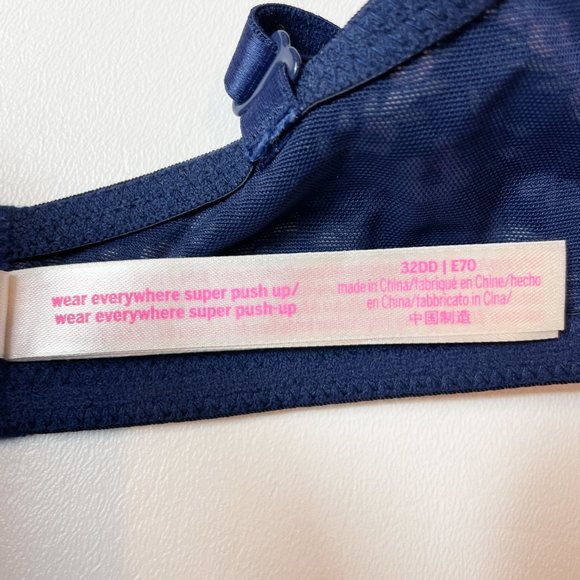 wear everywhere super push up/
wear everywhere super push-up
32DD | E70
made in China/fabriqué en Chine/hecho
en China/fabbricato in Cina/
中国制造